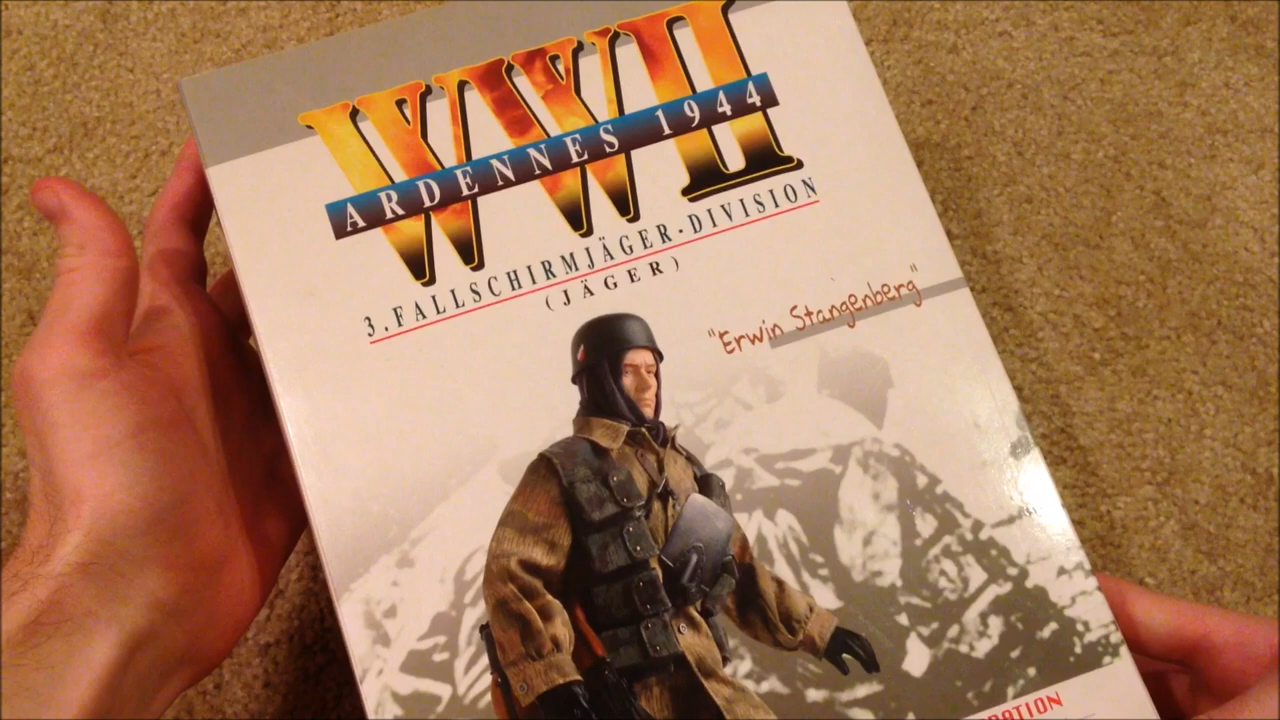 WWII
ARDENNES 1944
3.FALLSCHIRMJÄGER-DIVISION
(JÄGER)
"Erwin Stangenberg"